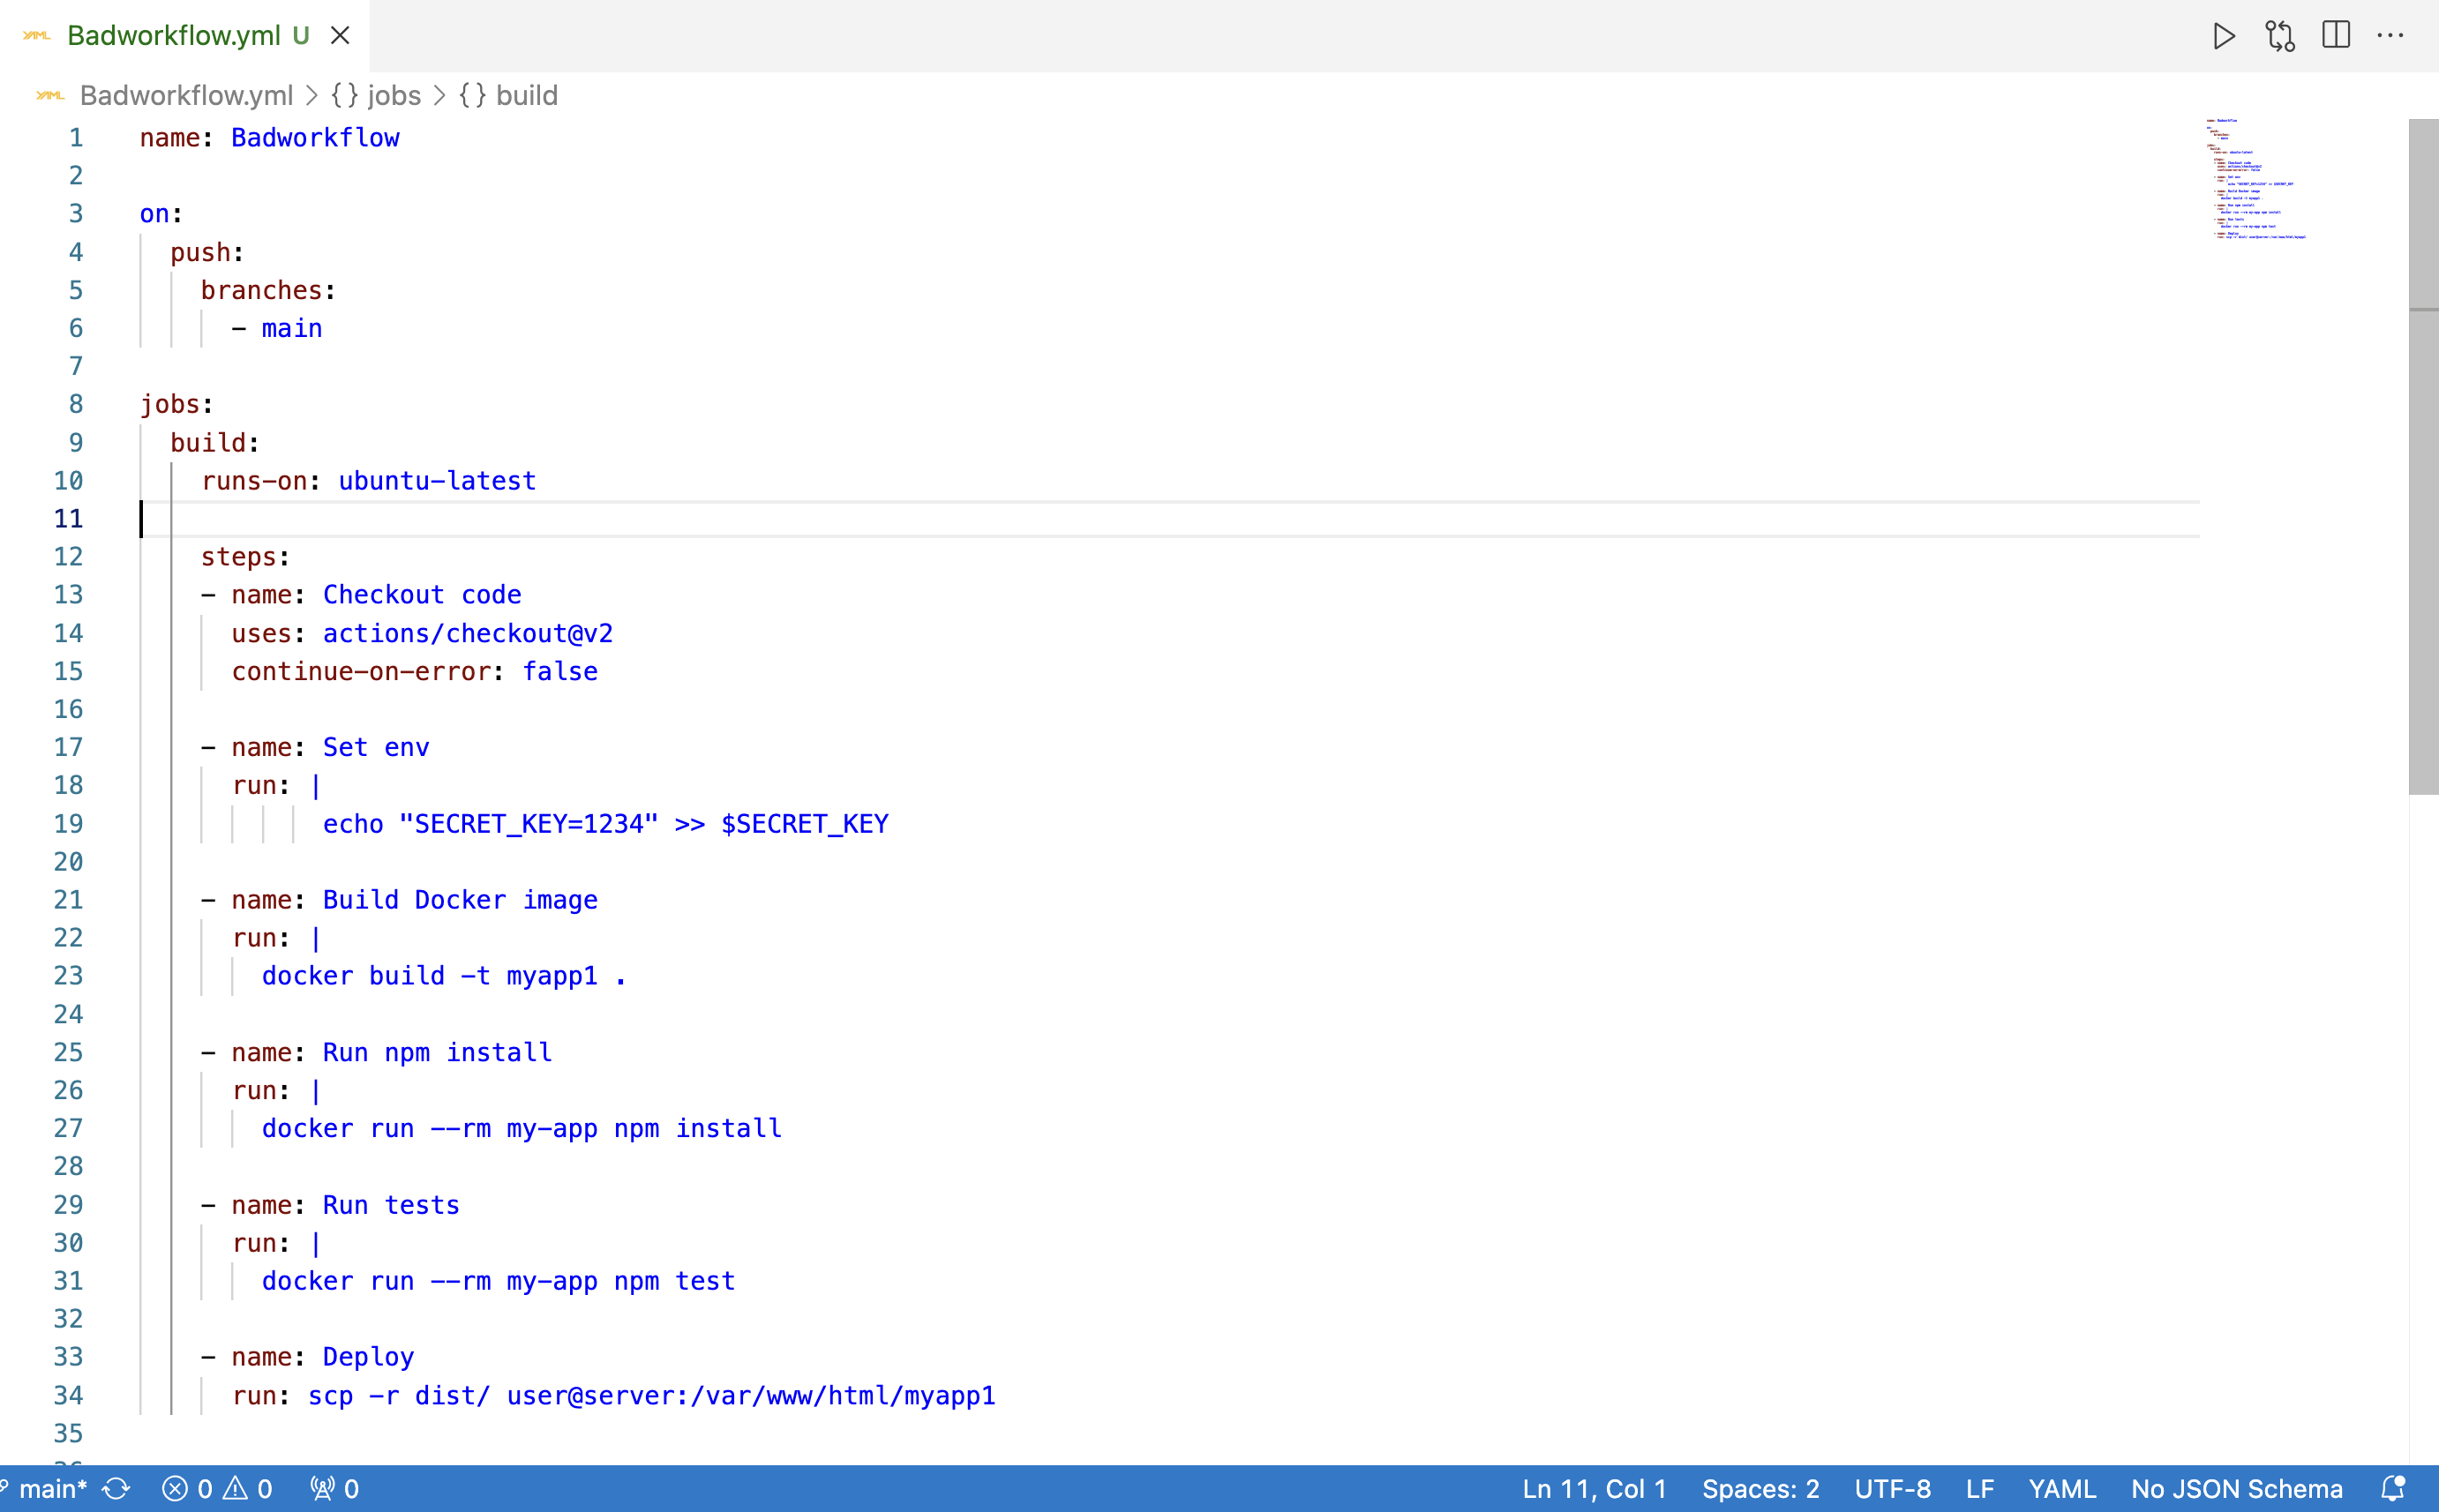 YAML Badworkflow.yml U
YAML Badworkflow.yml > {} jobs > {} build
1 name: Badworkflow
2
3 on:
4 push:
5 branches:
6 - main
7
8 jobs:
9 build:
10 runs-on: ubuntu-latest
11
12 steps:
13 - name: Checkout code
14 uses: actions/checkout@v2
15 continue-on-error: false
16
17 - name: Set env
18 run: |
19 echo "SECRET_KEY=1234" >> $SECRET_KEY
20
21 - name: Build Docker image
22 run: |
23 docker build -t myapp1 .
24
25 - name: Run npm install
26 run: |
27 docker run --rm my-app npm install
28
29 - name: Run tests
30 run: |
31 docker run --rm my-app npm test
32
33 - name: Deploy
34 run: scp -r dist/ user@server:/var/www/html/myapp1
35
main* 0 0 0 Ln 11, Col 1 Spaces: 2 UTF-8 LF YAML No JSON Schema